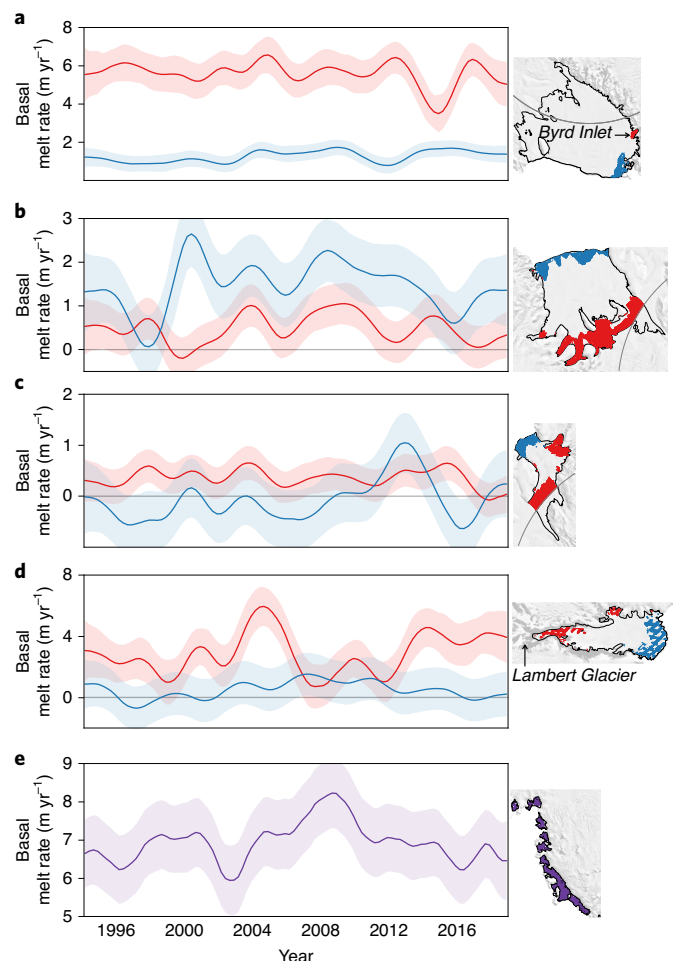 a
Basal
melt rate (m yr−1)
8
6
4
2
Byrd Inlet
b
Basal
melt rate (m yr−1)
3
2
1
0
c
Basal
melt rate (m yr−1)
2
1
0
d
Basal
melt rate (m yr−1)
8
4
0
Lambert Glacier
e
Basal
melt rate (m yr−1)
9
8
7
6
5
1996 2000 2004 2008 2012 2016
Year